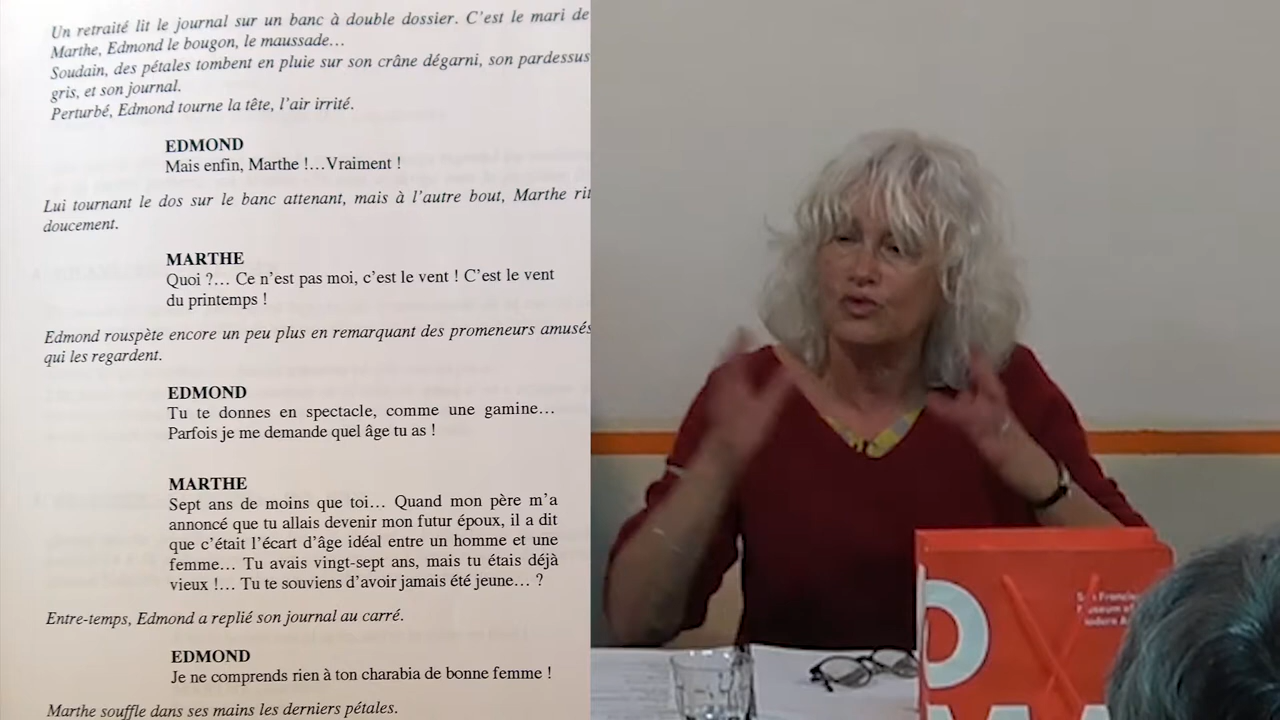 Un retraité lit le journal sur un banc à double dossier. C’est le mari de
Marthe, Edmond le bougon, le maussade…
Soudain, des pétales tombent en pluie sur son crâne dégarni, son pardessus
gris, et son journal.
Perturbé, Edmond tourne la tête, l’air irrité.
EDMOND
Mais enfin, Marthe !…Vraiment !
Lui tournant le dos sur le banc attenant, mais à l’autre bout, Marthe rit
doucement.
MARTHE
Quoi ?… Ce n’est pas moi, c’est le vent ! C’est le vent
du printemps !
Edmond rouspète encore un peu plus en remarquant des promeneurs amusés
qui les regardent.
EDMOND
Tu te donnes en spectacle, comme une gamine…
Parfois je me demande quel âge tu as !
MARTHE
Sept ans de moins que toi… Quand mon père m’a
annoncé que tu allais devenir mon futur époux, il a dit
que c’était l’écart d’âge idéal entre un homme et une
femme… Tu avais vingt-sept ans, mais tu étais déjà
vieux !… Tu te souviens d’avoir jamais été jeune… ?
Entre-temps, Edmond a replié son journal au carré.
EDMOND
Je ne comprends rien à ton charabia de bonne femme !
Marthe souffle dans ses mains les derniers pétales.